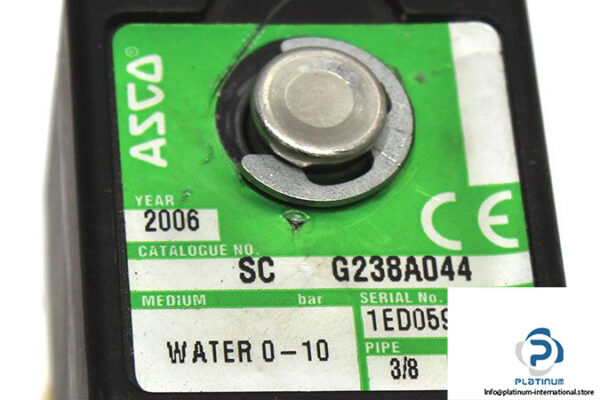 ASCO®
YEAR
2006
CE
CATALOGUE NO.
SC G238A044
MEDIUM bar SERIAL No.
1ED059
WATER 0-10
PIPE
3/8
PLATINUM
Info@platinum-international.store